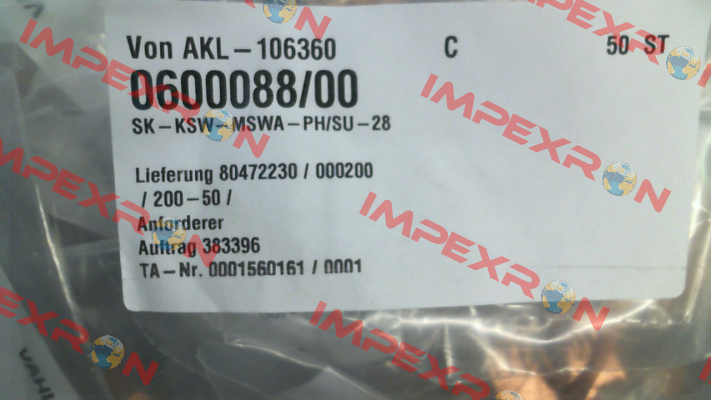 Von AKL-106360 C 50 ST
0600088/00
SK-KSW-MSWA-PH/SU-28
Lieferung 80472230 / 000200
/ 200-50 /
Anforderer
Auftrag 383396
TA-Nr. 0001560161 / 0001
IMPEXRON
IMPEXRON
IMPEXRON
IMPEXRON
IMPEXRON
IMPEXRON
VAHL